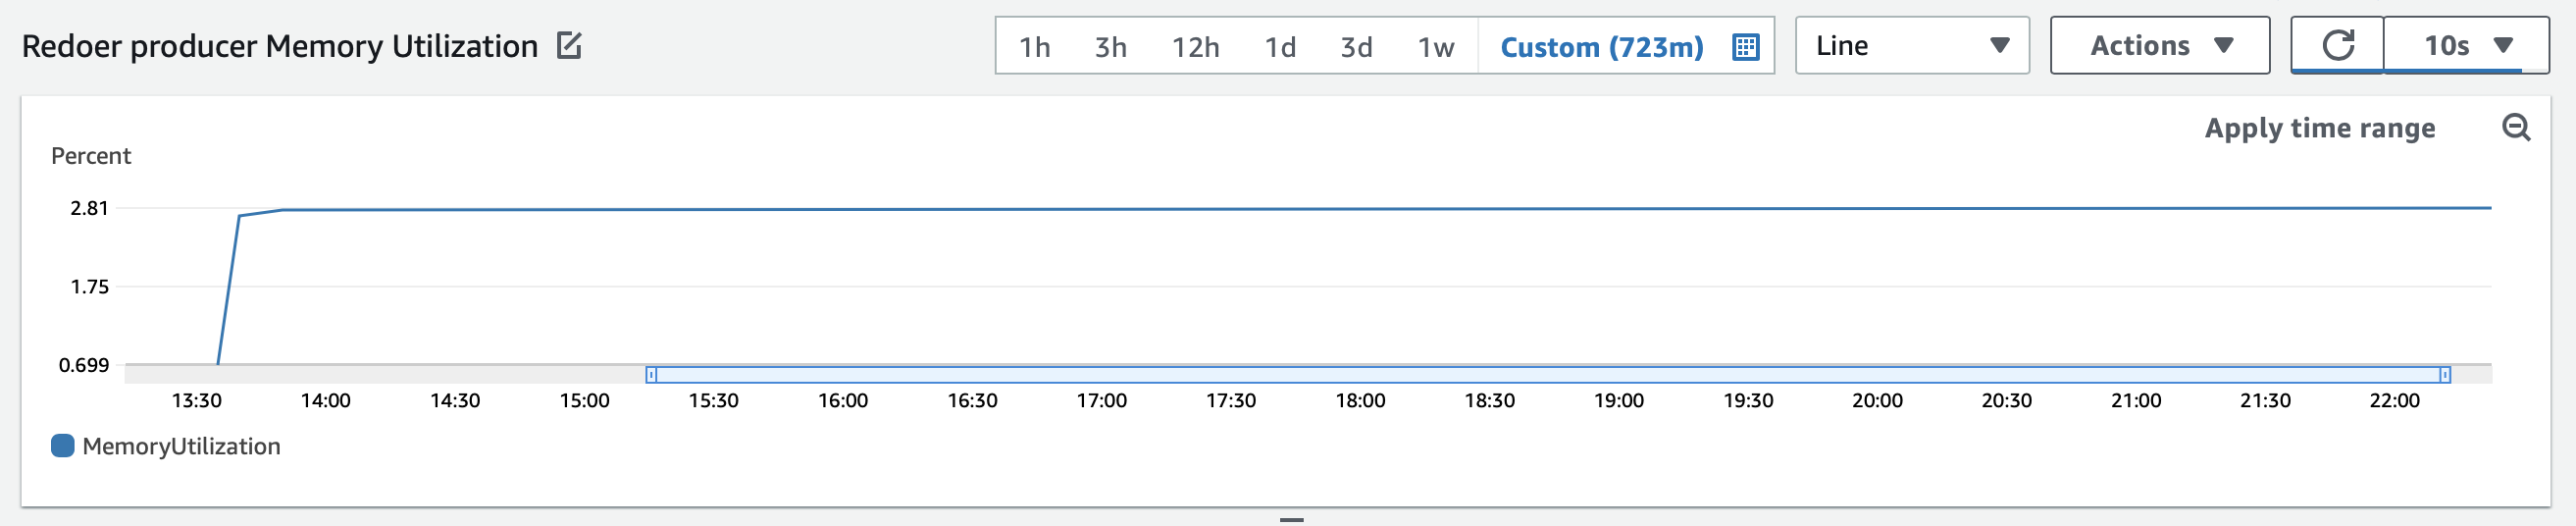 Redoer producer Memory Utilization
1h 3h 12h 1d 3d 1w Custom (723m) Line Actions 10s
Apply time range
Percent
2.81
1.75
0.699
13:30 14:00 14:30 15:00 15:30 16:00 16:30 17:00 17:30 18:00 18:30 19:00 19:30 20:00 20:30 21:00 21:30 22:00
MemoryUtilization